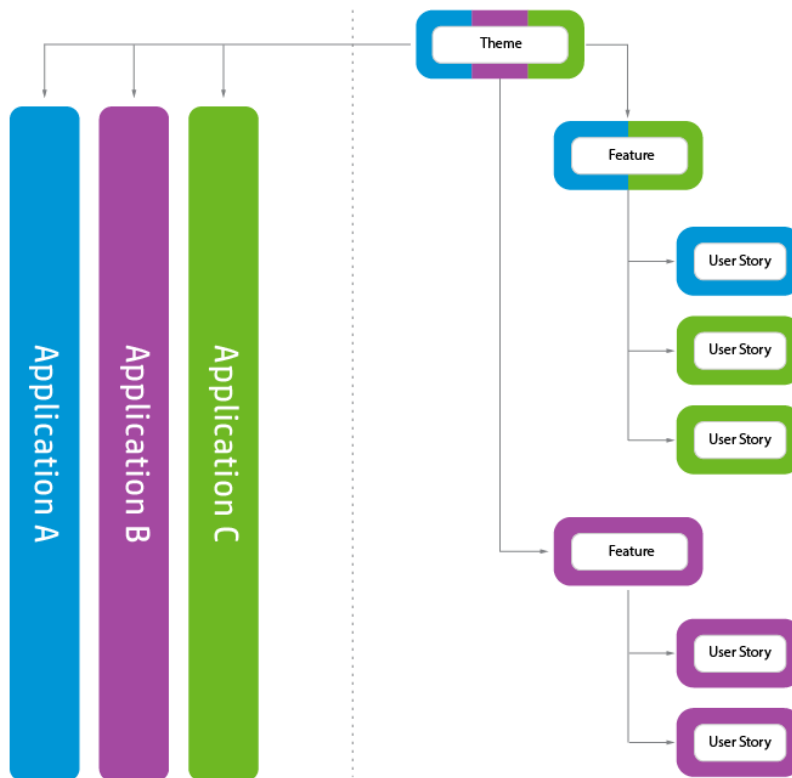 Theme
Feature
User Story
User Story
User Story
Feature
User Story
User Story
Application A
Application B
Application C